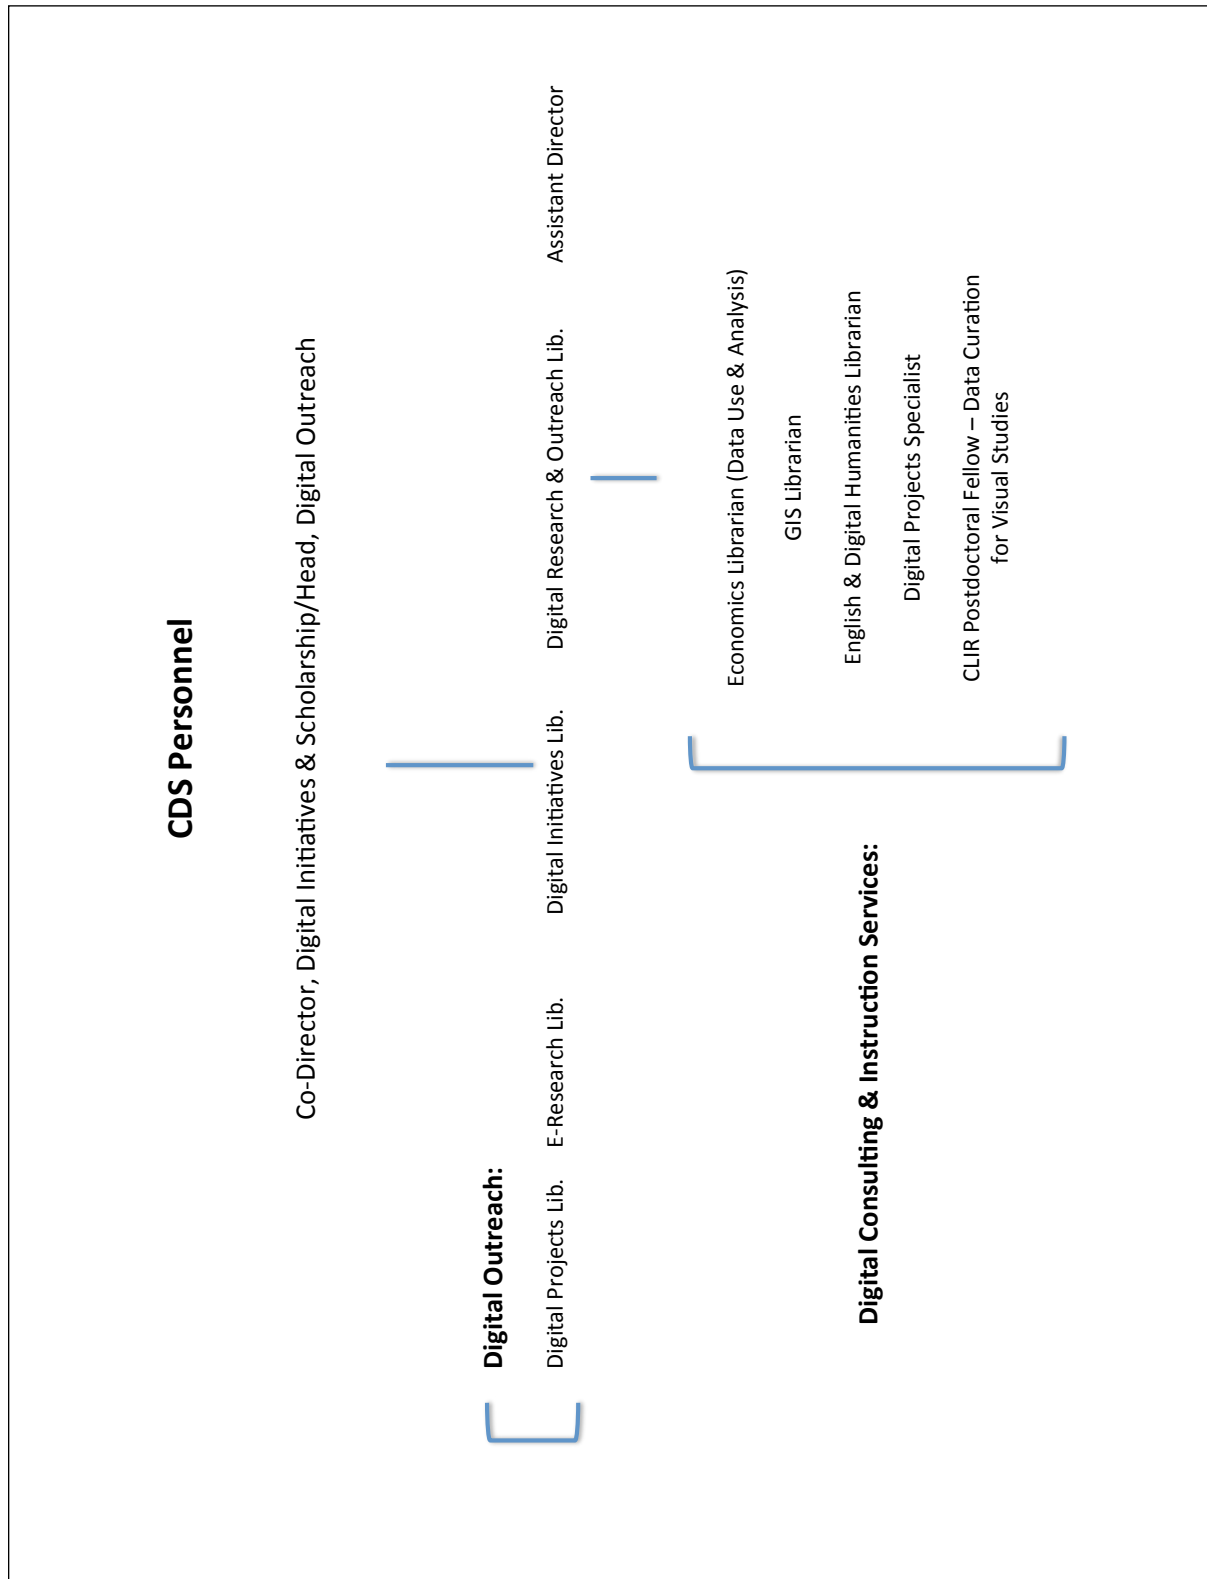 CDS Personnel
Co-Director, Digital Initiatives & Scholarship/Head, Digital Outreach
Digital Outreach:
Digital Projects Lib.
E-Research Lib.
Digital Initiatives Lib.
Digital Research & Outreach Lib.
Assistant Director
Digital Consulting & Instruction Services:
Economics Librarian (Data Use & Analysis)
GIS Librarian
English & Digital Humanities Librarian
Digital Projects Specialist
CLIR Postdoctoral Fellow – Data Curation
for Visual Studies